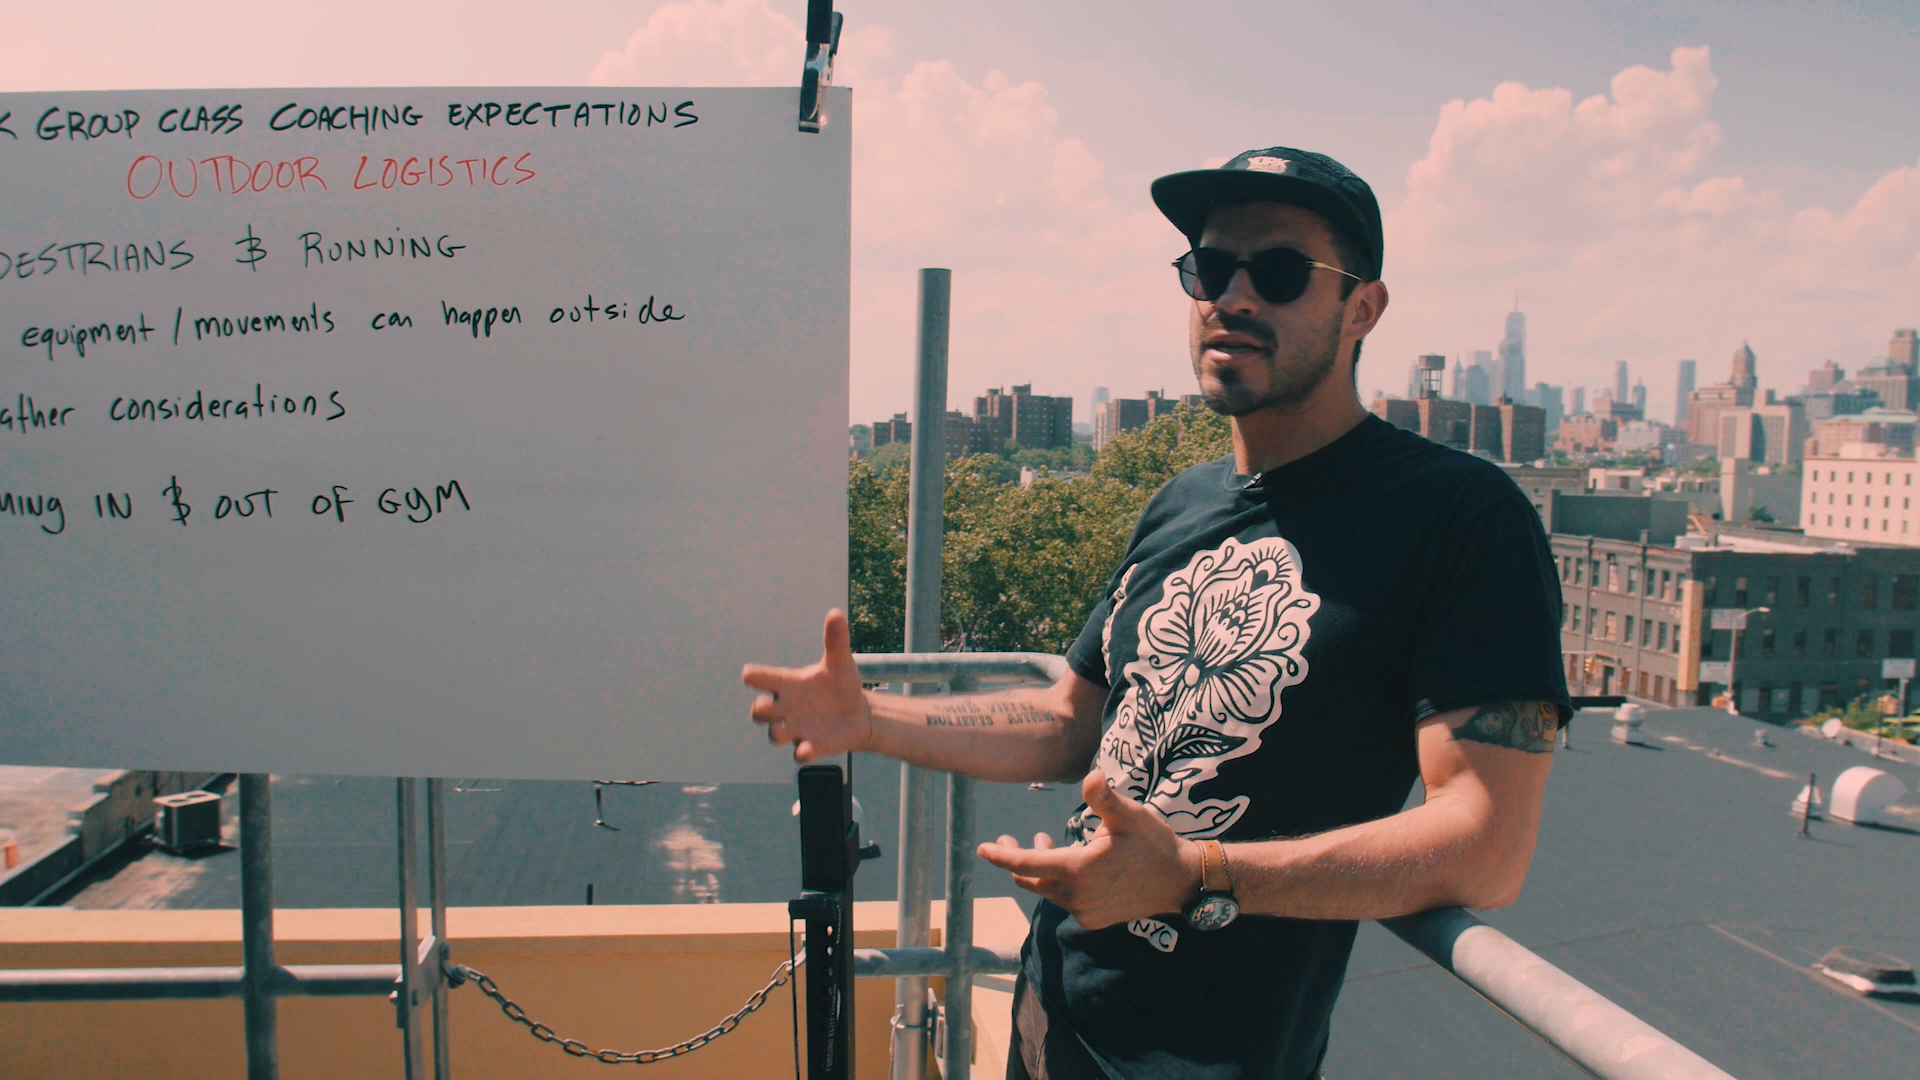 K GROUP CLASS COACHING EXPECTATIONS
OUTDOOR LOGISTICS
DESTRIANS & RUNNING
equipment / movements can happen outside
ather considerations
MING IN & OUT OF GYM
YORK
NYC